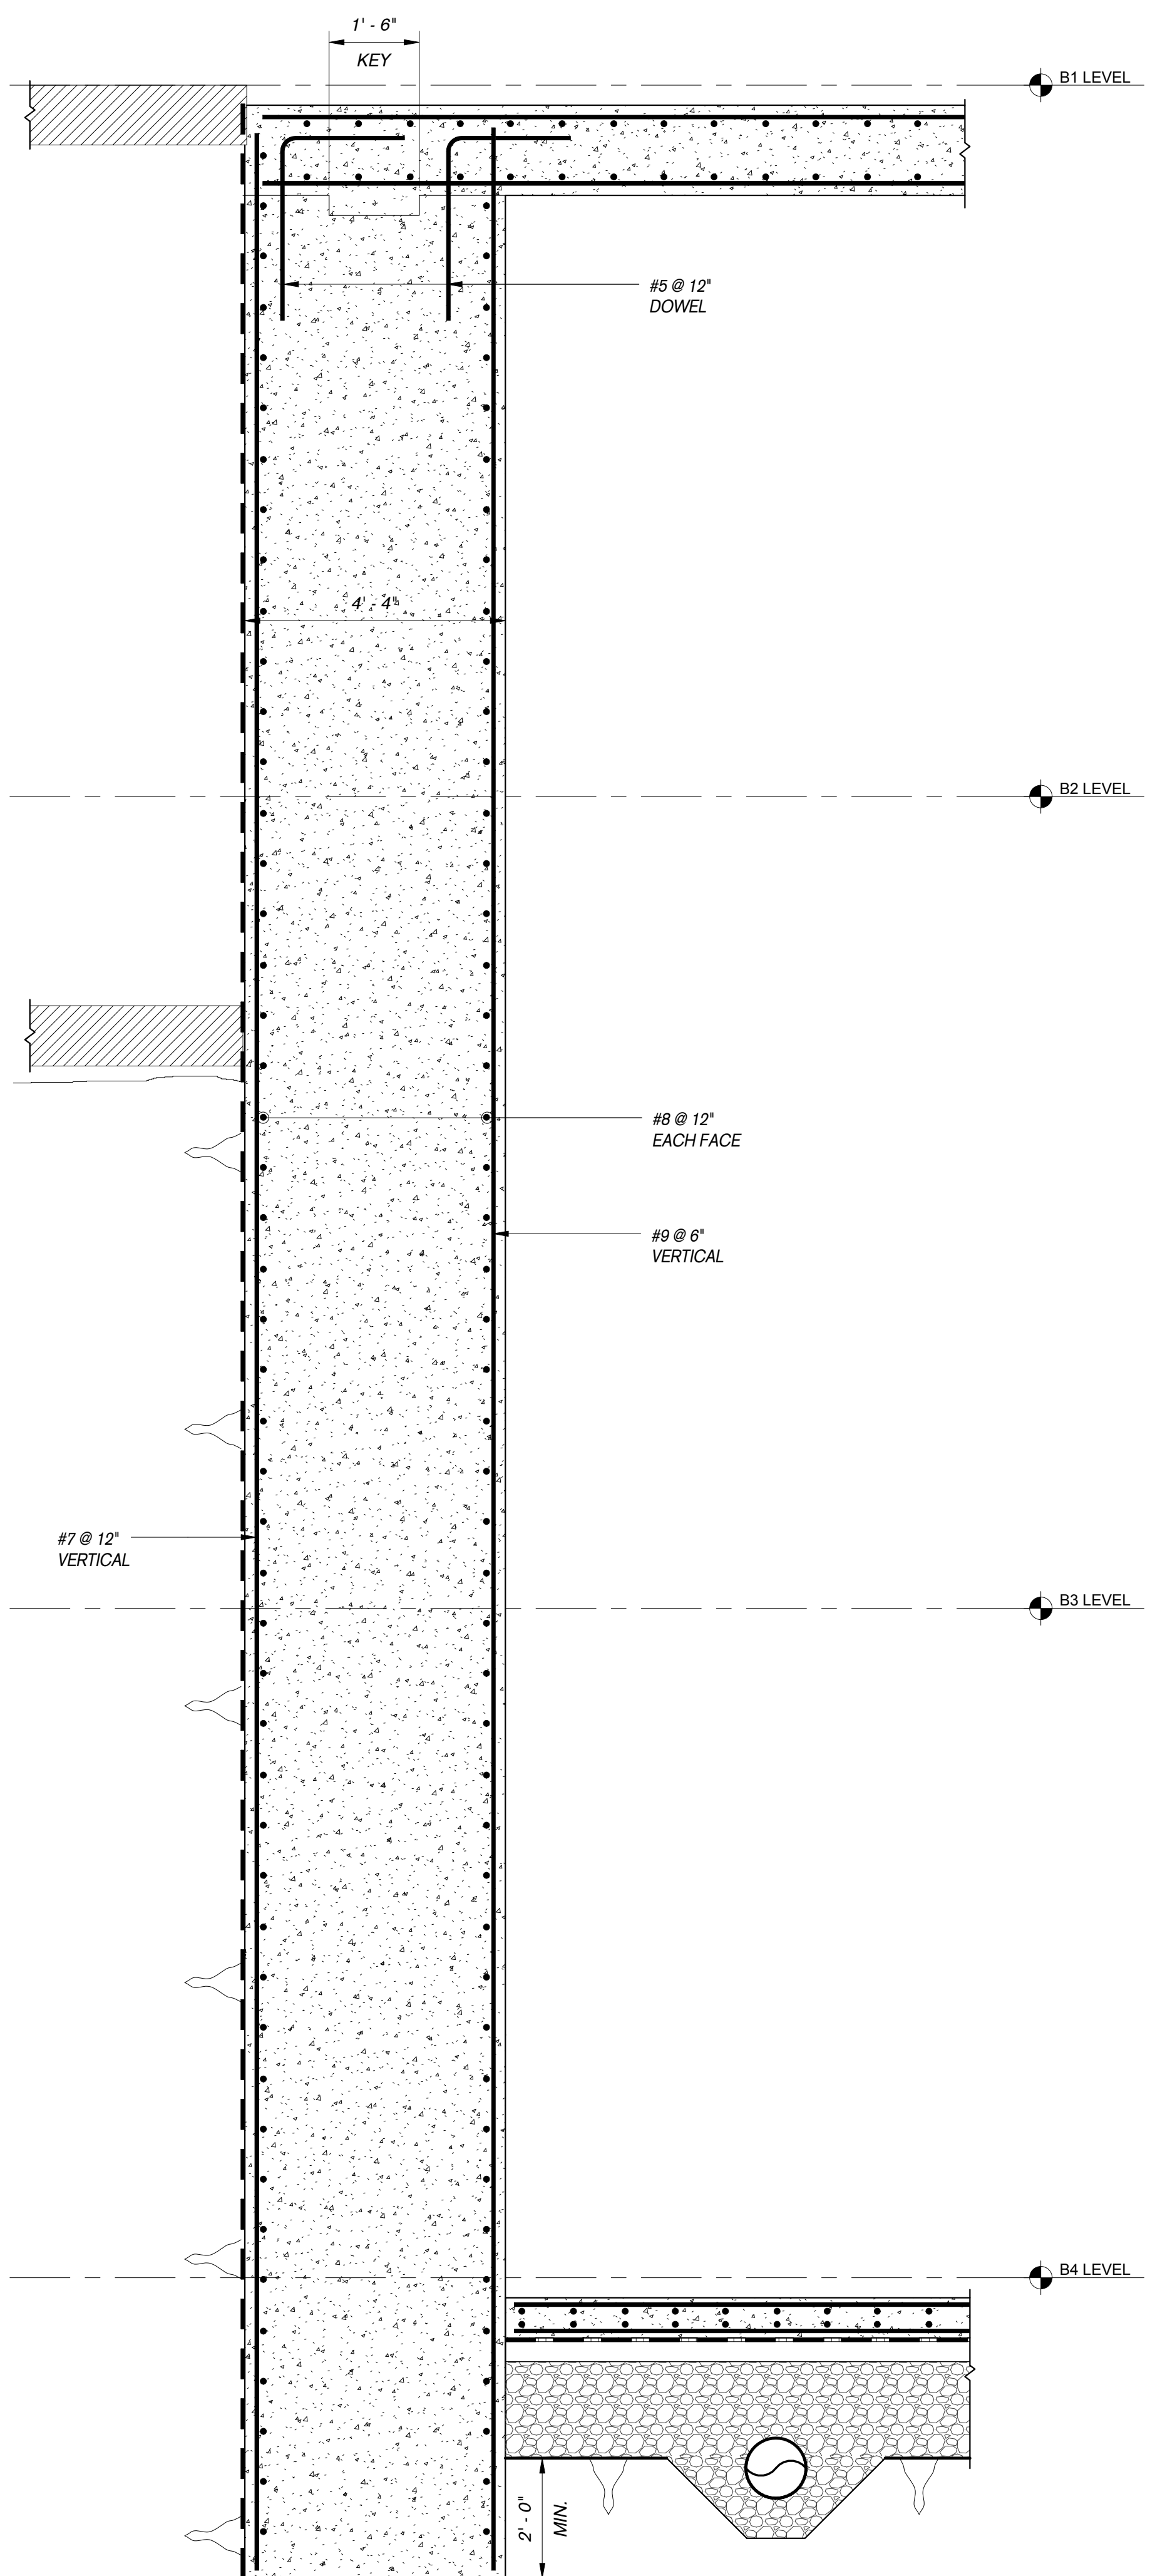 1' - 6"
KEY
B1 LEVEL
#5 @ 12"
DOWEL
4' - 4"
B2 LEVEL
#8 @ 12"
EACH FACE
#9 @ 6"
VERTICAL
#7 @ 12"
VERTICAL
B3 LEVEL
B4 LEVEL
2' - 0"
MIN.